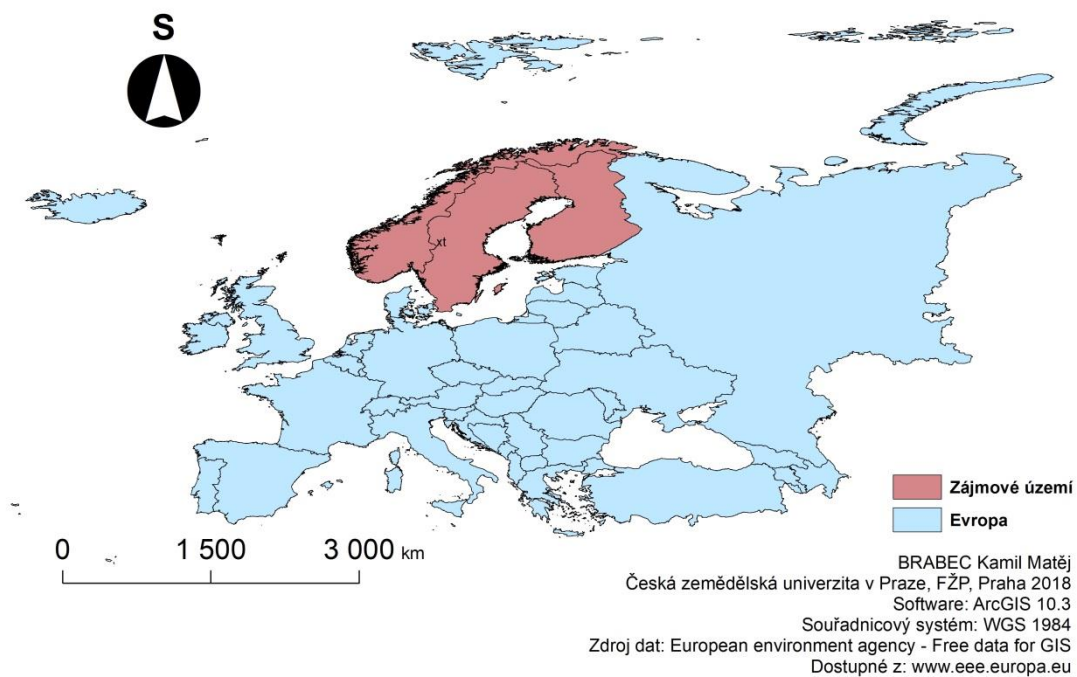 S
xt
Zájmové území
Evropa
0 1 500 3 000 km
BRABEC Kamil Matěj
Česká zemědělská univerzita v Praze, FŽP, Praha 2018
Software: ArcGIS 10.3
Souřadnicový systém: WGS 1984
Zdroj dat: European environment agency - Free data for GIS
Dostupné z: www.eee.europa.eu